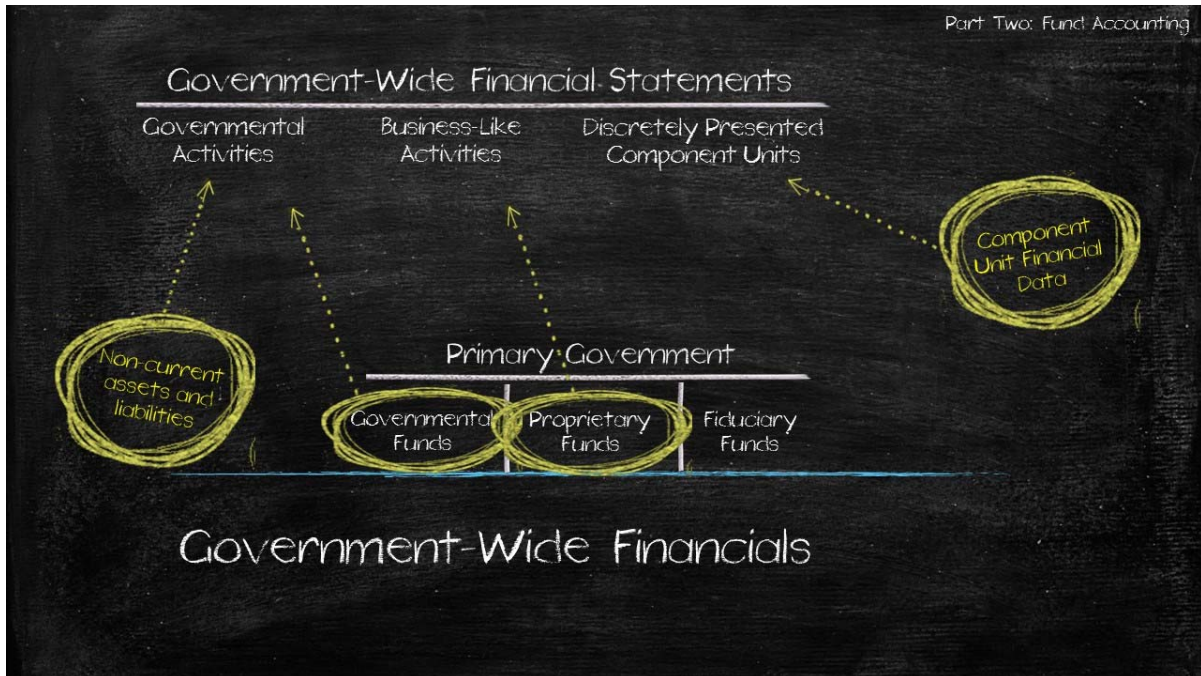 Part Two: Fund Accounting
Government-Wide Financial Statements
Governmental
Activities
Business-Like
Activities
Discretely Presented
Component Units
Component
Unit Financial
Data
Non-current
assets and
liabilities
Primary Government
Governmental
Funds
Proprietary
Funds
Fiduciary
Funds
Government-Wide Financials